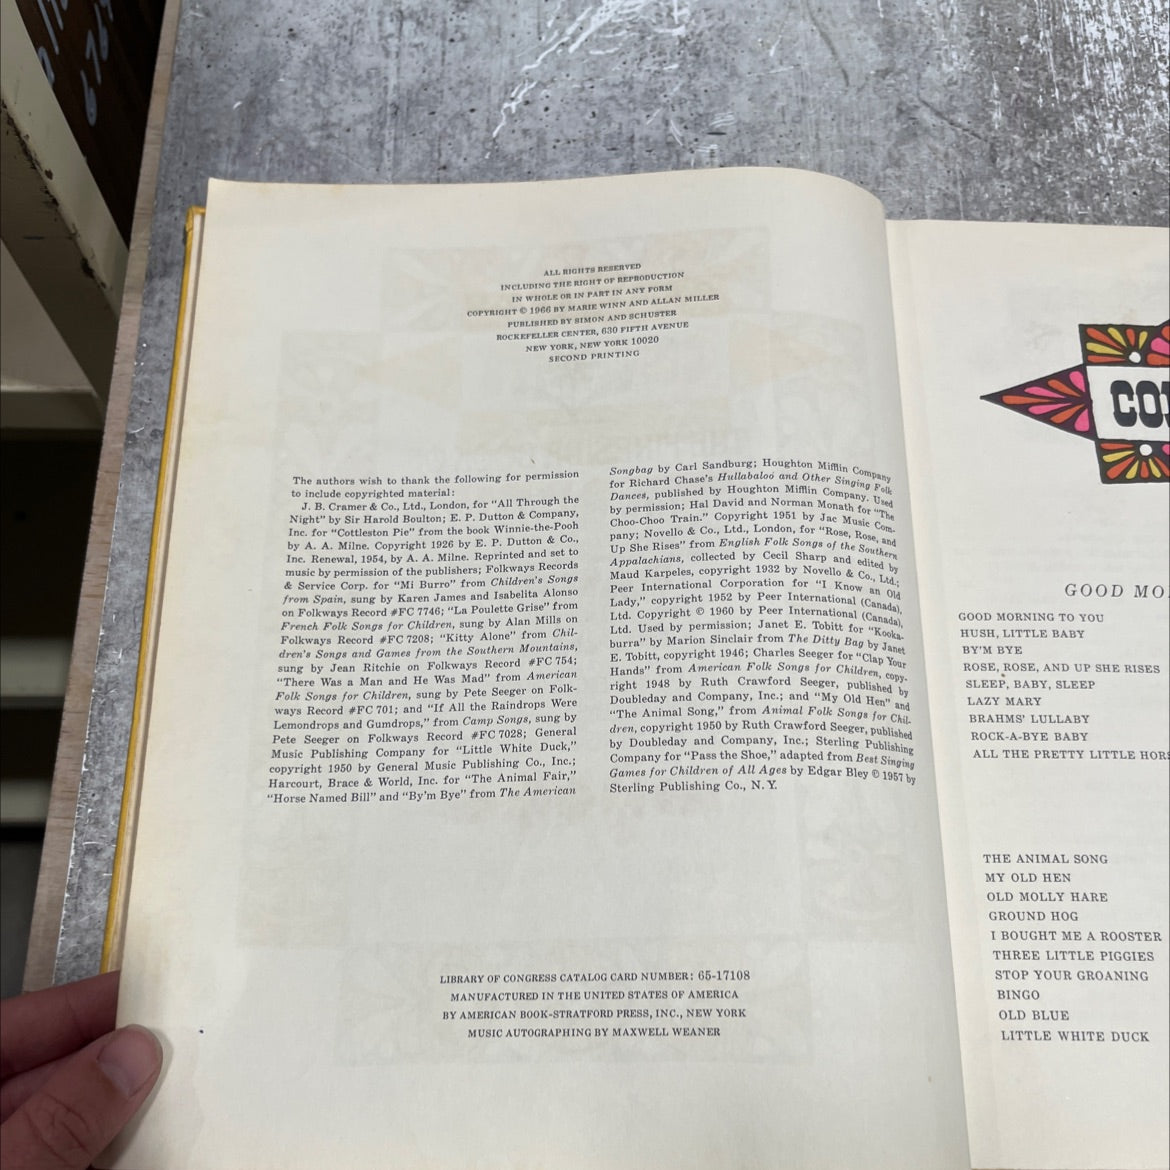 ALL RIGHTS RESERVED
INCLUDING THE RIGHT OF REPRODUCTION
IN WHOLE OR IN PART IN ANY FORM
COPYRIGHT © 1966 BY MARIE WINN AND ALLAN MILLER
PUBLISHED BY SIMON AND SCHUSTER
ROCKEFELLER CENTER, 630 FIFTH AVENUE
NEW YORK, NEW YORK 10020
SECOND PRINTING
The authors wish to thank the following for permission
to include copyrighted material:
J. B. Cramer & Co., Ltd., London, for “All Through the
Night” by Sir Harold Boulton; E. P. Dutton & Company,
Inc. for “Cottleston Pie” from the book Winnie-the-Pooh
by A. A. Milne. Copyright 1926 by E. P. Dutton & Co.,
Inc. Renewal, 1954, by A. A. Milne. Reprinted and set to
music by permission of the publishers; Folkways Records
& Service Corp. for “Mi Burro” from Children's Songs
from Spain, sung by Karen James and Isabelita Alonso
on Folkways Record #FC 7746; “La Poulette Grise” from
French Folk Songs for Children, sung by Alan Mills on
Folkways Record #FC 7208; “Kitty Alone” from Chil-
dren's Songs and Games from the Southern Mountains,
sung by Jean Ritchie on Folkways Record #FC 754;
“There Was a Man and He Was Mad” from American
Folk Songs for Children, sung by Pete Seeger on Folk-
ways Record #FC 701; and “If All the Raindrops Were
Lemondrops and Gumdrops,” from Camp Songs, sung by
Pete Seeger on Folkways Record #FC 7028; General
Music Publishing Company for “Little White Duck,”
copyright 1950 by General Music Publishing Co., Inc.;
Harcourt, Brace & World, Inc. for “The Animal Fair,”
“Horse Named Bill” and “By'm Bye” from The American
Songbag by Carl Sandburg; Houghton Mifflin Company
for Richard Chase's Hullabaloo and Other Singing Folk
Dances, published by Houghton Mifflin Company. Used
by permission; Hal David and Norman Monath for “The
Choo-Choo Train.” Copyright 1951 by Jac Music Com-
pany; Novello & Co., Ltd., London, for “Rose, Rose, and
Up She Rises” from English Folk Songs of the Southern
Appalachians, collected by Cecil Sharp and edited by
Maud Karpeles, copyright 1932 by Novello & Co., Ltd.;
Peer International Corporation for “I Know an Old
Lady,” copyright 1952 by Peer International (Canada),
Ltd. Copyright © 1960 by Peer International (Canada),
Ltd. Used by permission; Janet E. Tobitt for “Kooka-
burra” by Marion Sinclair from The Ditty Bag by Janet
E. Tobitt, copyright 1946; Charles Seeger for “Clap Your
Hands” from American Folk Songs for Children, copy-
right 1948 by Ruth Crawford Seeger, published by
Doubleday and Company, Inc.; and “My Old Hen” and
“The Animal Song,” from Animal Folk Songs for Chil-
dren, copyright 1950 by Ruth Crawford Seeger, published
by Doubleday and Company, Inc.; Sterling Publishing
Company for “Pass the Shoe,” adapted from Best Singing
Games for Children of All Ages by Edgar Bley © 1957 by
Sterling Publishing Co., N. Y.
LIBRARY OF CONGRESS CATALOG CARD NUMBER: 65-17108
MANUFACTURED IN THE UNITED STATES OF AMERICA
BY AMERICAN BOOK-STRATFORD PRESS, INC., NEW YORK
MUSIC AUTOGRAPHING BY MAXWELL WEANER
GOOD MO
GOOD MORNING TO YOU
HUSH, LITTLE BABY
BY'M BYE
ROSE, ROSE, AND UP SHE RISES
SLEEP, BABY, SLEEP
LAZY MARY
BRAHMS' LULLABY
ROCK-A-BYE BABY
ALL THE PRETTY LITTLE HORS
THE ANIMAL SONG
MY OLD HEN
OLD MOLLY HARE
GROUND HOG
I BOUGHT ME A ROOSTER
THREE LITTLE PIGGIES
STOP YOUR GROANING
BINGO
OLD BLUE
LITTLE WHITE DUCK